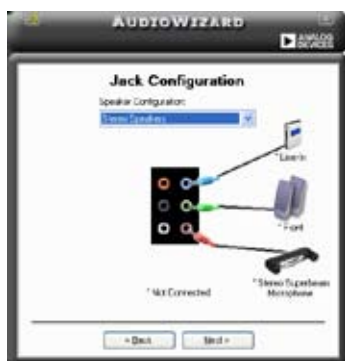 AUDIOWIZARD
ANALOG
DEVICES
Jack Configuration
Speaker Configuration:
Stereo Speakers
* Line-In
* Front
* Not Connected
* Stereo Superbeam
Microphone
< Back
Next >